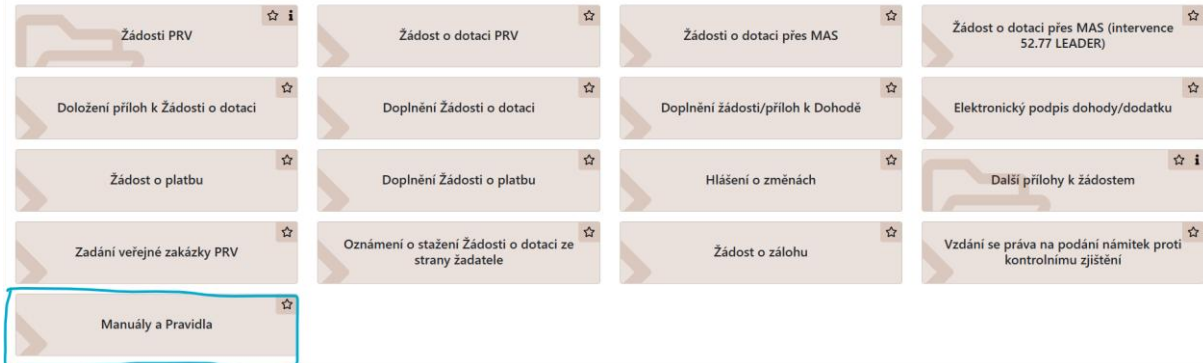 Žádosti PRV
Žádost o dotaci PRV
Žádosti o dotaci přes MAS
Žádost o dotaci přes MAS (intervence
52.77 LEADER)
Doložení příloh k Žádosti o dotaci
Doplnění Žádosti o dotaci
Doplnění žádosti/příloh k Dohodě
Elektronický podpis dohody/dodatku
Žádost o platbu
Doplnění Žádosti o platbu
Hlášení o změnách
Další přílohy k žádostem
Zadání veřejné zakázky PRV
Oznámení o stažení Žádosti o dotaci ze
strany žadatele
Žádost o zálohu
Vzdání se práva na podání námitek proti
kontrolnímu zjištění
Manuály a Pravidla